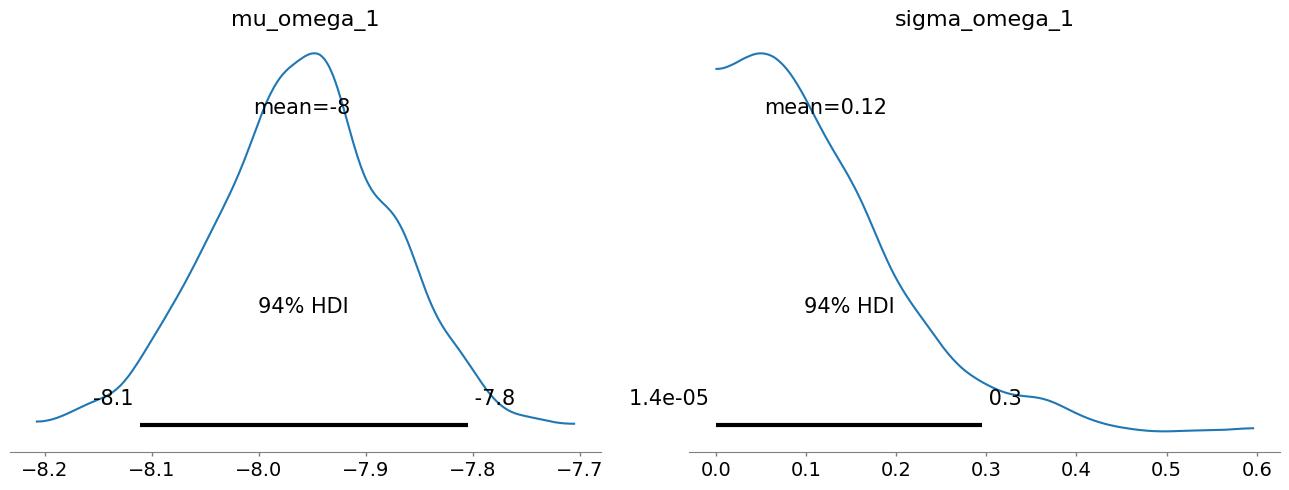 mu_omega_1
mean=-8
94% HDI
-8.1
-7.8
−8.2 −8.1 −8.0 −7.9 −7.8 −7.7
sigma_omega_1
mean=0.12
94% HDI
1.4e-05
0.3
0.0 0.1 0.2 0.3 0.4 0.5 0.6